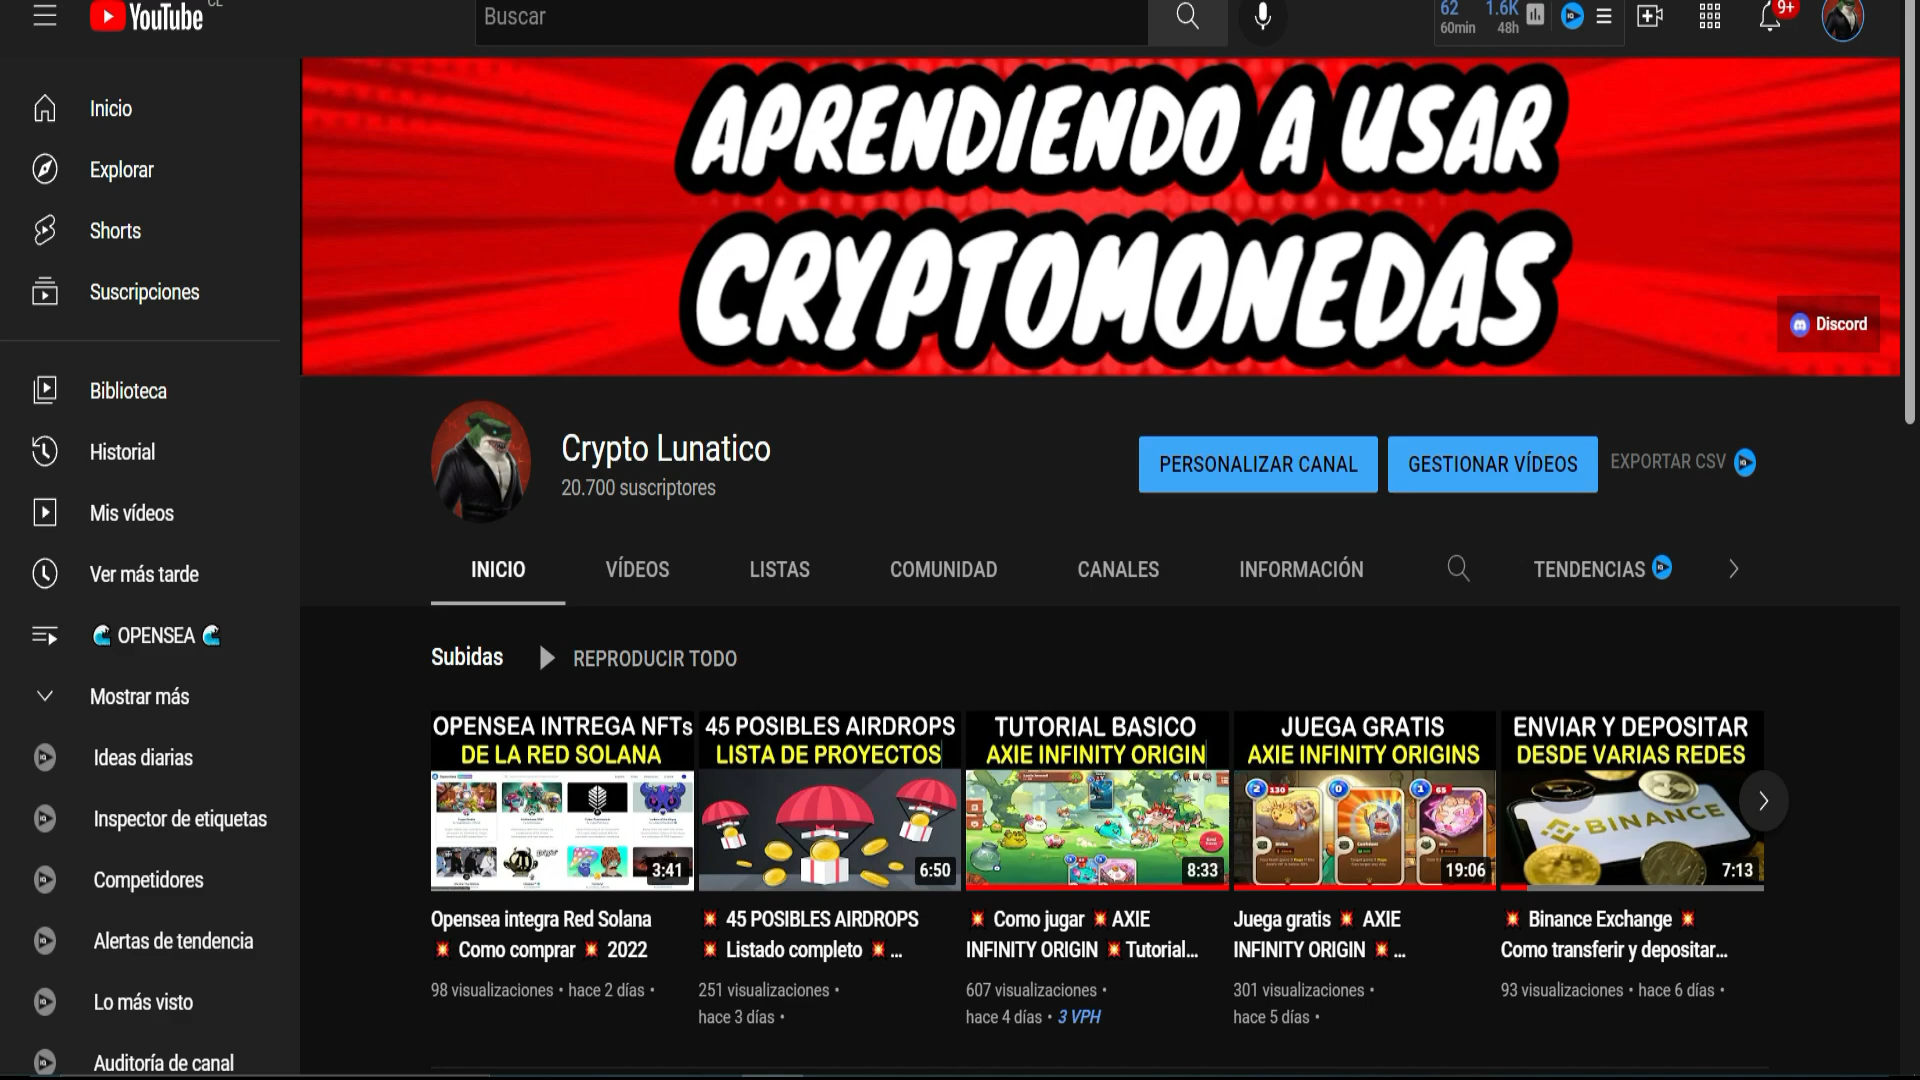 YouTube CL
Buscar
62
60min
1.6K
48h
9+
Inicio
Explorar
Shorts
Suscripciones
Biblioteca
Historial
Mis vídeos
Ver más tarde
🌊 OPENSEA 🌊
Mostrar más
Ideas diarias
Inspector de etiquetas
Competidores
Alertas de tendencia
Lo más visto
Auditoría de canal
APRENDIENDO A USAR
CRYPTOMONEDAS
Discord
Crypto Lunatico
20.700 suscriptores
PERSONALIZAR CANAL
GESTIONAR VÍDEOS
EXPORTAR CSV
INICIO
VÍDEOS
LISTAS
COMUNIDAD
CANALES
INFORMACIÓN
TENDENCIAS
Subidas
REPRODUCIR TODO
OPENSEA INTREGA NFTs
DE LA RED SOLANA
3:41
Opensea integra Red Solana
💥 Como comprar 💥 2022
98 visualizaciones • hace 2 días •
45 POSIBLES AIRDROPS
LISTA DE PROYECTOS
6:50
💥 45 POSIBLES AIRDROPS
💥 Listado completo 💥...
251 visualizaciones •
hace 3 días •
TUTORIAL BASICO
AXIE INFINITY ORIGIN
8:33
💥 Como jugar 💥AXIE
INFINITY ORIGIN 💥Tutorial...
607 visualizaciones •
hace 4 días • 3 VPH
JUEGA GRATIS
AXIE INFINITY ORIGINS
2 130
0
1 65
19:06
Juega gratis 💥 AXIE
INFINITY ORIGIN 💥...
301 visualizaciones •
hace 5 días •
ENVIAR Y DEPOSITAR
DESDE VARIAS REDES
BINANCE
7:13
💥 Binance Exchange 💥
Como transferir y depositar...
93 visualizaciones • hace 6 días •